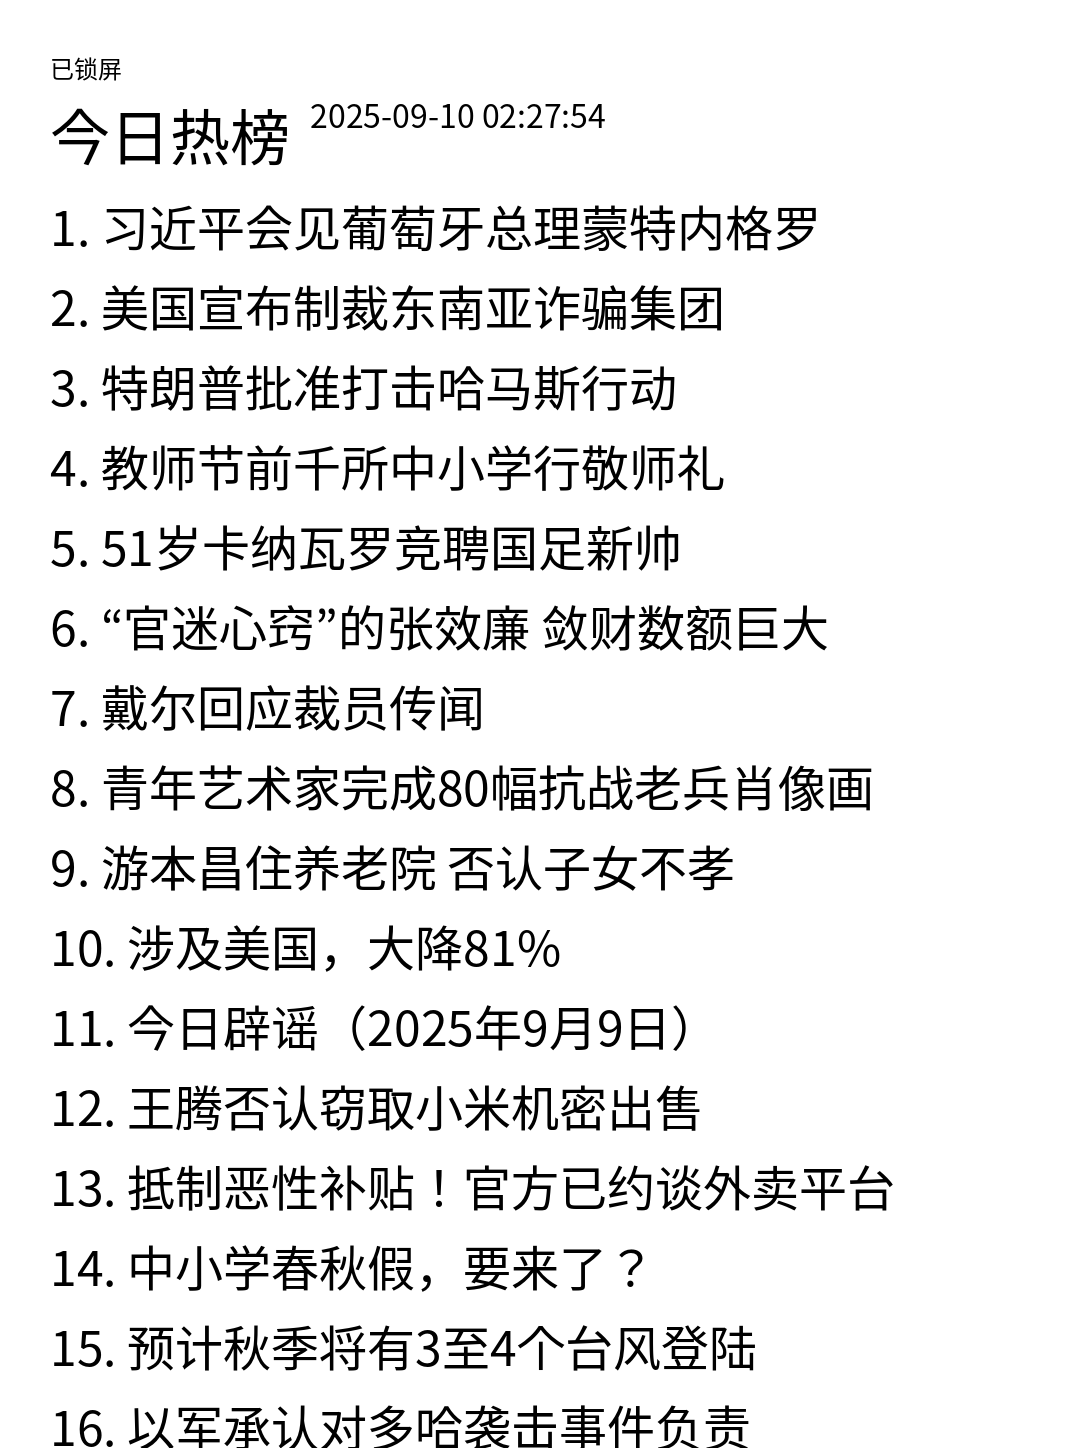 已锁屏
今日热榜 2025-09-10 02:27:54
1. 习近平会见葡萄牙总理蒙特内格罗
2. 美国宣布制裁东南亚诈骗集团
3. 特朗普批准打击哈马斯行动
4. 教师节前千所中小学行敬师礼
5. 51岁卡纳瓦罗竞聘国足新帅
6. “官迷心窍”的张效廉 敛财数额巨大
7. 戴尔回应裁员传闻
8. 青年艺术家完成80幅抗战老兵肖像画
9. 游本昌住养老院 否认子女不孝
10. 涉及美国，大降81%
11. 今日辟谣（2025年9月9日）
12. 王腾否认窃取小米机密出售
13. 抵制恶性补贴！官方已约谈外卖平台
14. 中小学春秋假，要来了？
15. 预计秋季将有3至4个台风登陆
16. 以军承认对多哈袭击事件负责